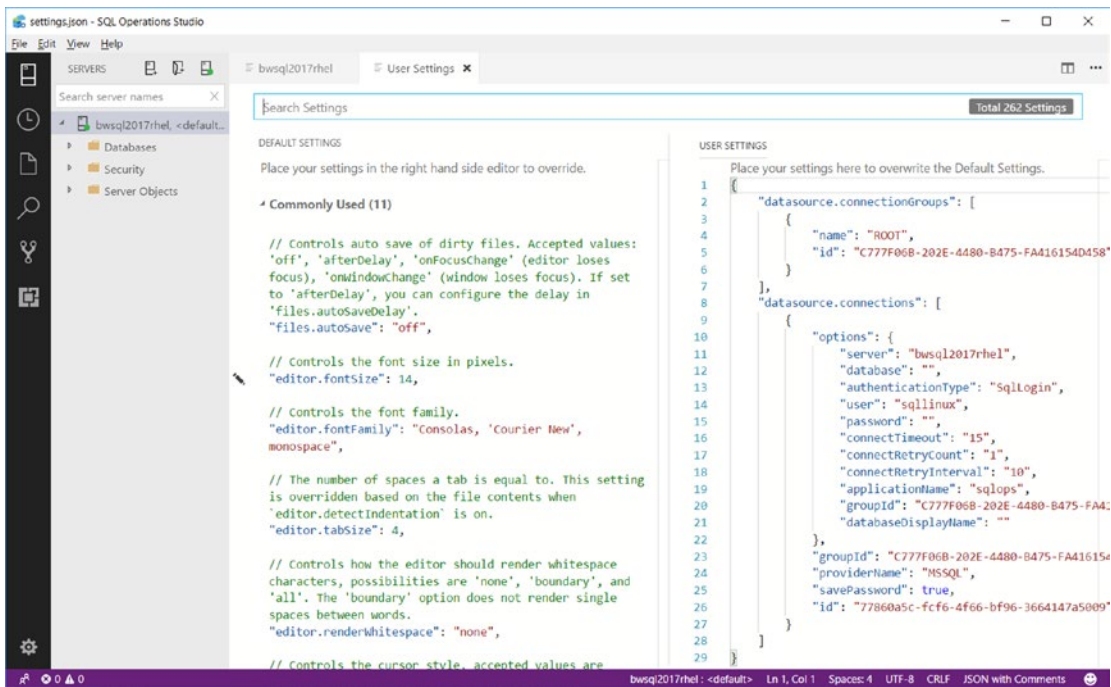 settings.json - SQL Operations Studio
File Edit View Help
SERVERS
Search server names
bwsql2017rhel, <default...
Databases
Security
Server Objects
bwsql2017rhel
User Settings
Search Settings
Total 262 Settings
DEFAULT SETTINGS
Place your settings in the right hand side editor to override.
Commonly Used (11)
// Controls auto save of dirty files. Accepted values:
'off', 'afterDelay', 'onFocusChange' (editor loses
focus), 'onWindowChange' (window loses focus). If set
to 'afterDelay', you can configure the delay in
'files.autoSaveDelay'.
"files.autoSave": "off",
// Controls the font size in pixels.
"editor.fontSize": 14,
// Controls the font family.
"editor.fontFamily": "Consolas, 'Courier New',
monospace",
// The number of spaces a tab is equal to. This setting
is overridden based on the file contents when
`editor.detectIndentation` is on.
"editor.tabSize": 4,
// Controls how the editor should render whitespace
characters, possibilities are 'none', 'boundary', and
'all'. The 'boundary' option does not render single
spaces between words.
"editor.renderWhitespace": "none",
// Controls the cursor style, accepted values are
USER SETTINGS
Place your settings here to overwrite the Default Settings.
1 {
2 "datasource.connectionGroups": [
3 {
4 "name": "ROOT",
5 "id": "C777F06B-202E-4480-B475-FA416154D458"
6 }
7 ],
8 "datasource.connections": [
9 {
10 "options": {
11 "server": "bwsql2017rhel",
12 "database": "",
13 "authenticationType": "SqlLogin",
14 "user": "sqllinux",
15 "password": "",
16 "connectTimeout": "15",
17 "connectRetryCount": "1",
18 "connectRetryInterval": "10",
19 "applicationName": "sqlops",
20 "groupId": "C777F06B-202E-4480-B475-FA41
21 "databaseDisplayName": ""
22 },
23 "groupId": "C777F06B-202E-4480-B475-FA416154
24 "providerName": "MSSQL",
25 "savePassword": true,
26 "id": "77860a5c-fcf6-4f66-bf96-3664147a5009"
27 }
28 ]
29 }
0 0
bwsql2017rhel : <default> Ln 1, Col 1 Spaces: 4 UTF-8 CRLF JSON with Comments